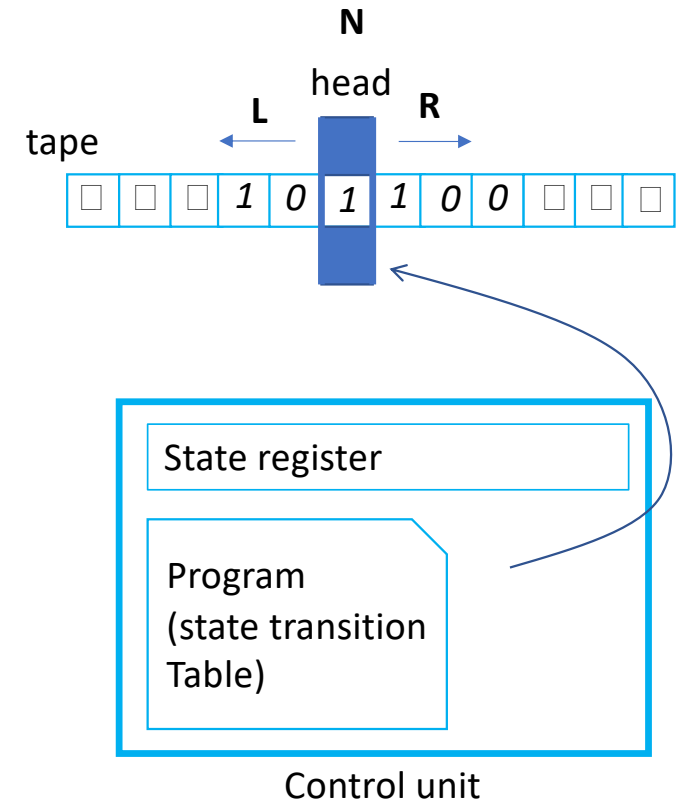 N
head
L R
tape
□ □ □ 1 0 1 1 0 0 □ □ □
State register
Program
(state transition
Table)
Control unit